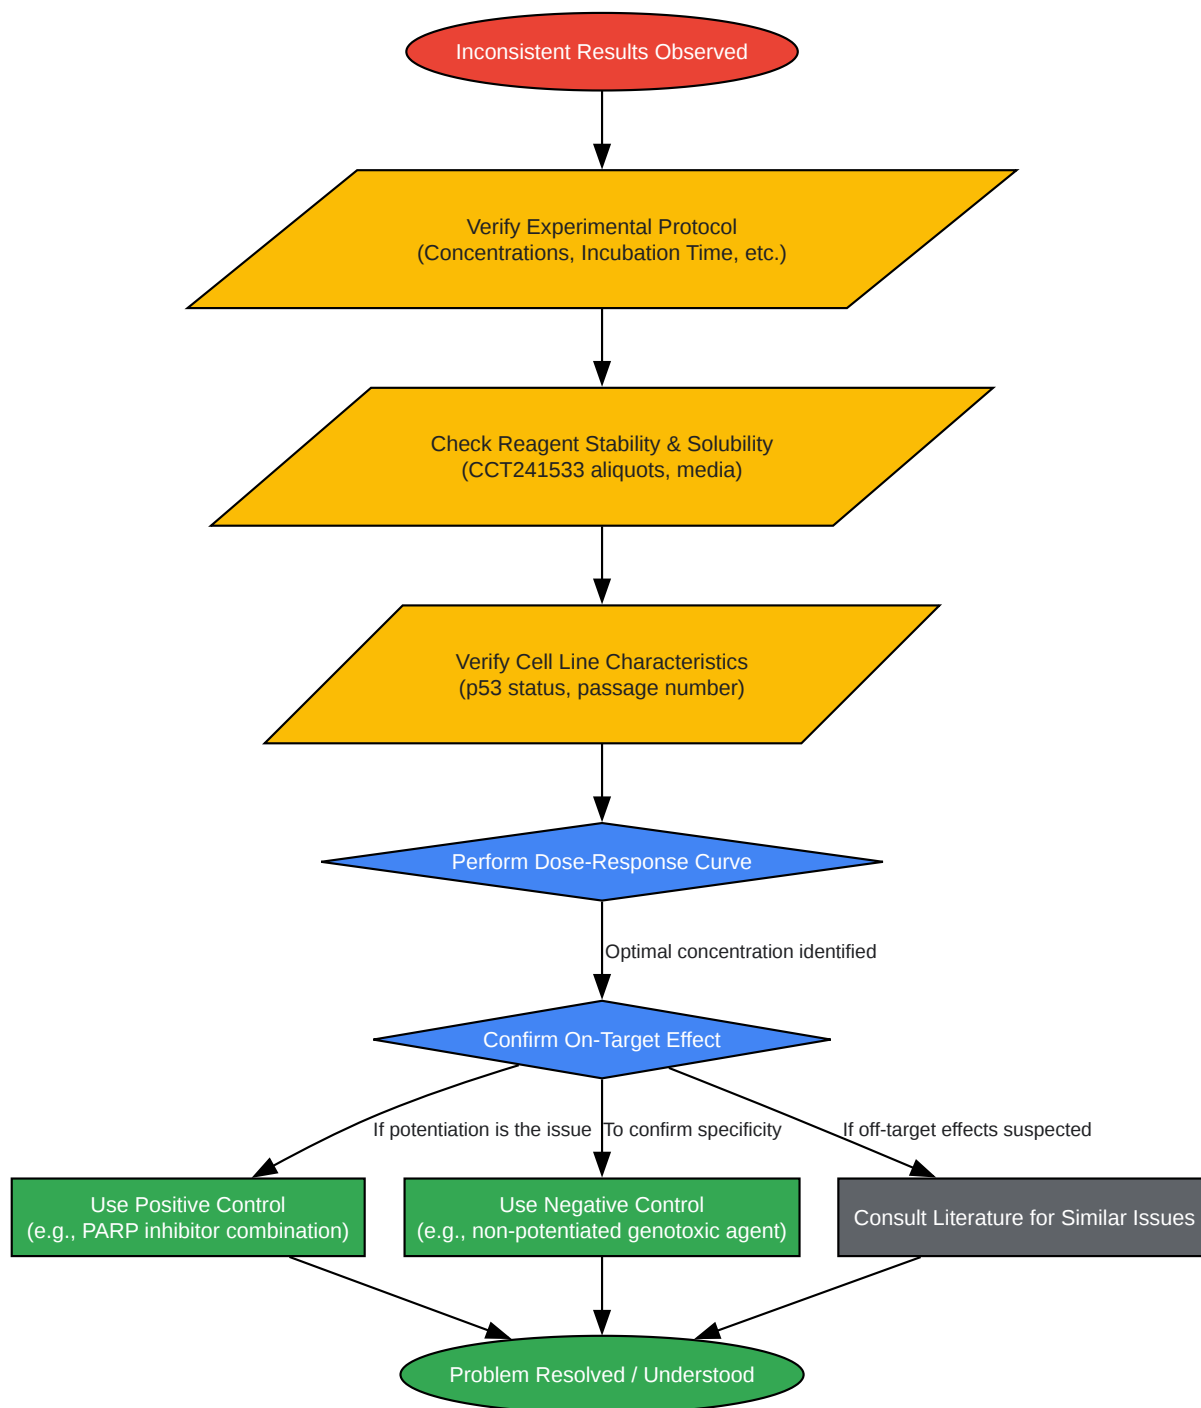 Inconsistent Results Observed
Verify Experimental Protocol
(Concentrations, Incubation Time, etc.)
Check Reagent Stability & Solubility
(CCT241533 aliquots, media)
Verify Cell Line Characteristics
(p53 status, passage number)
Perform Dose-Response Curve
Optimal concentration identified
Confirm On-Target Effect
If potentiation is the issue
To confirm specificity
If off-target effects suspected
Use Positive Control
(e.g., PARP inhibitor combination)
Use Negative Control
(e.g., non-potentiated genotoxic agent)
Consult Literature for Similar Issues
Problem Resolved / Understood